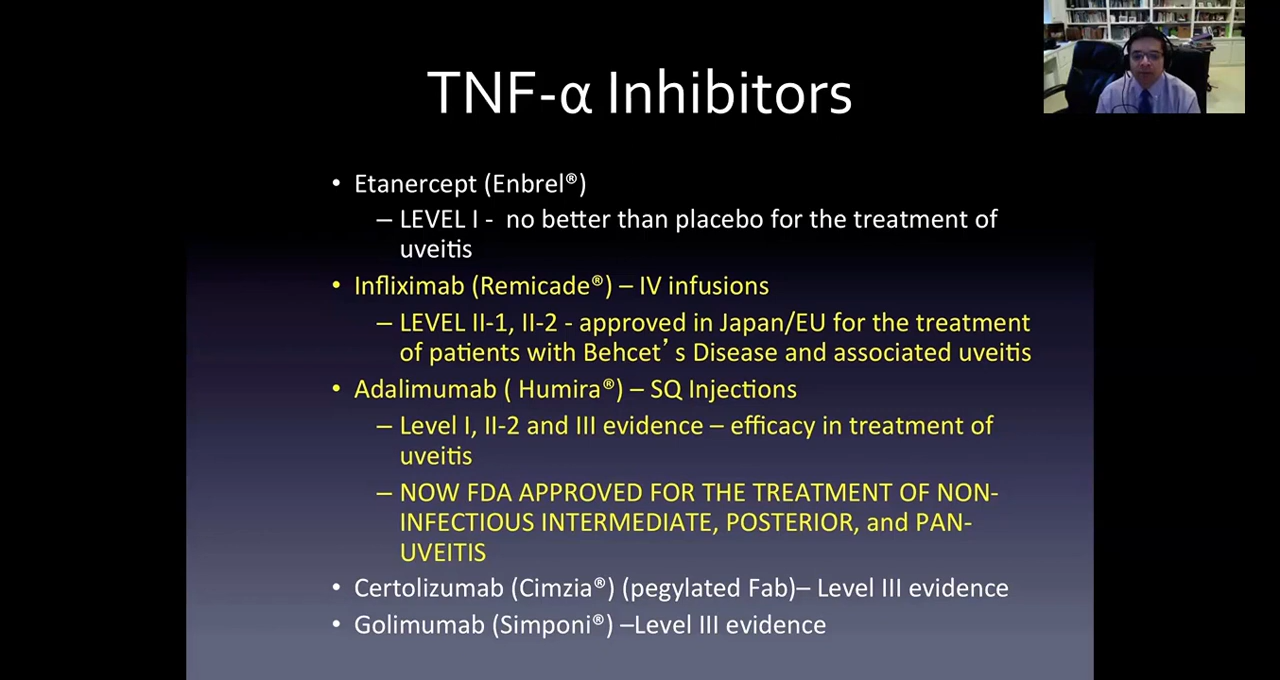 TNF-α Inhibitors
• Etanercept (Enbrel®)
– LEVEL I - no better than placebo for the treatment of
uveitis
• Infliximab (Remicade®) – IV infusions
– LEVEL II-1, II-2 - approved in Japan/EU for the treatment
of patients with Behcet’s Disease and associated uveitis
• Adalimumab ( Humira®) – SQ Injections
– Level I, II-2 and III evidence – efficacy in treatment of
uveitis
– NOW FDA APPROVED FOR THE TREATMENT OF NON-
INFECTIOUS INTERMEDIATE, POSTERIOR, and PAN-
UVEITIS
• Certolizumab (Cimzia®) (pegylated Fab)– Level III evidence
• Golimumab (Simponi®) –Level III evidence